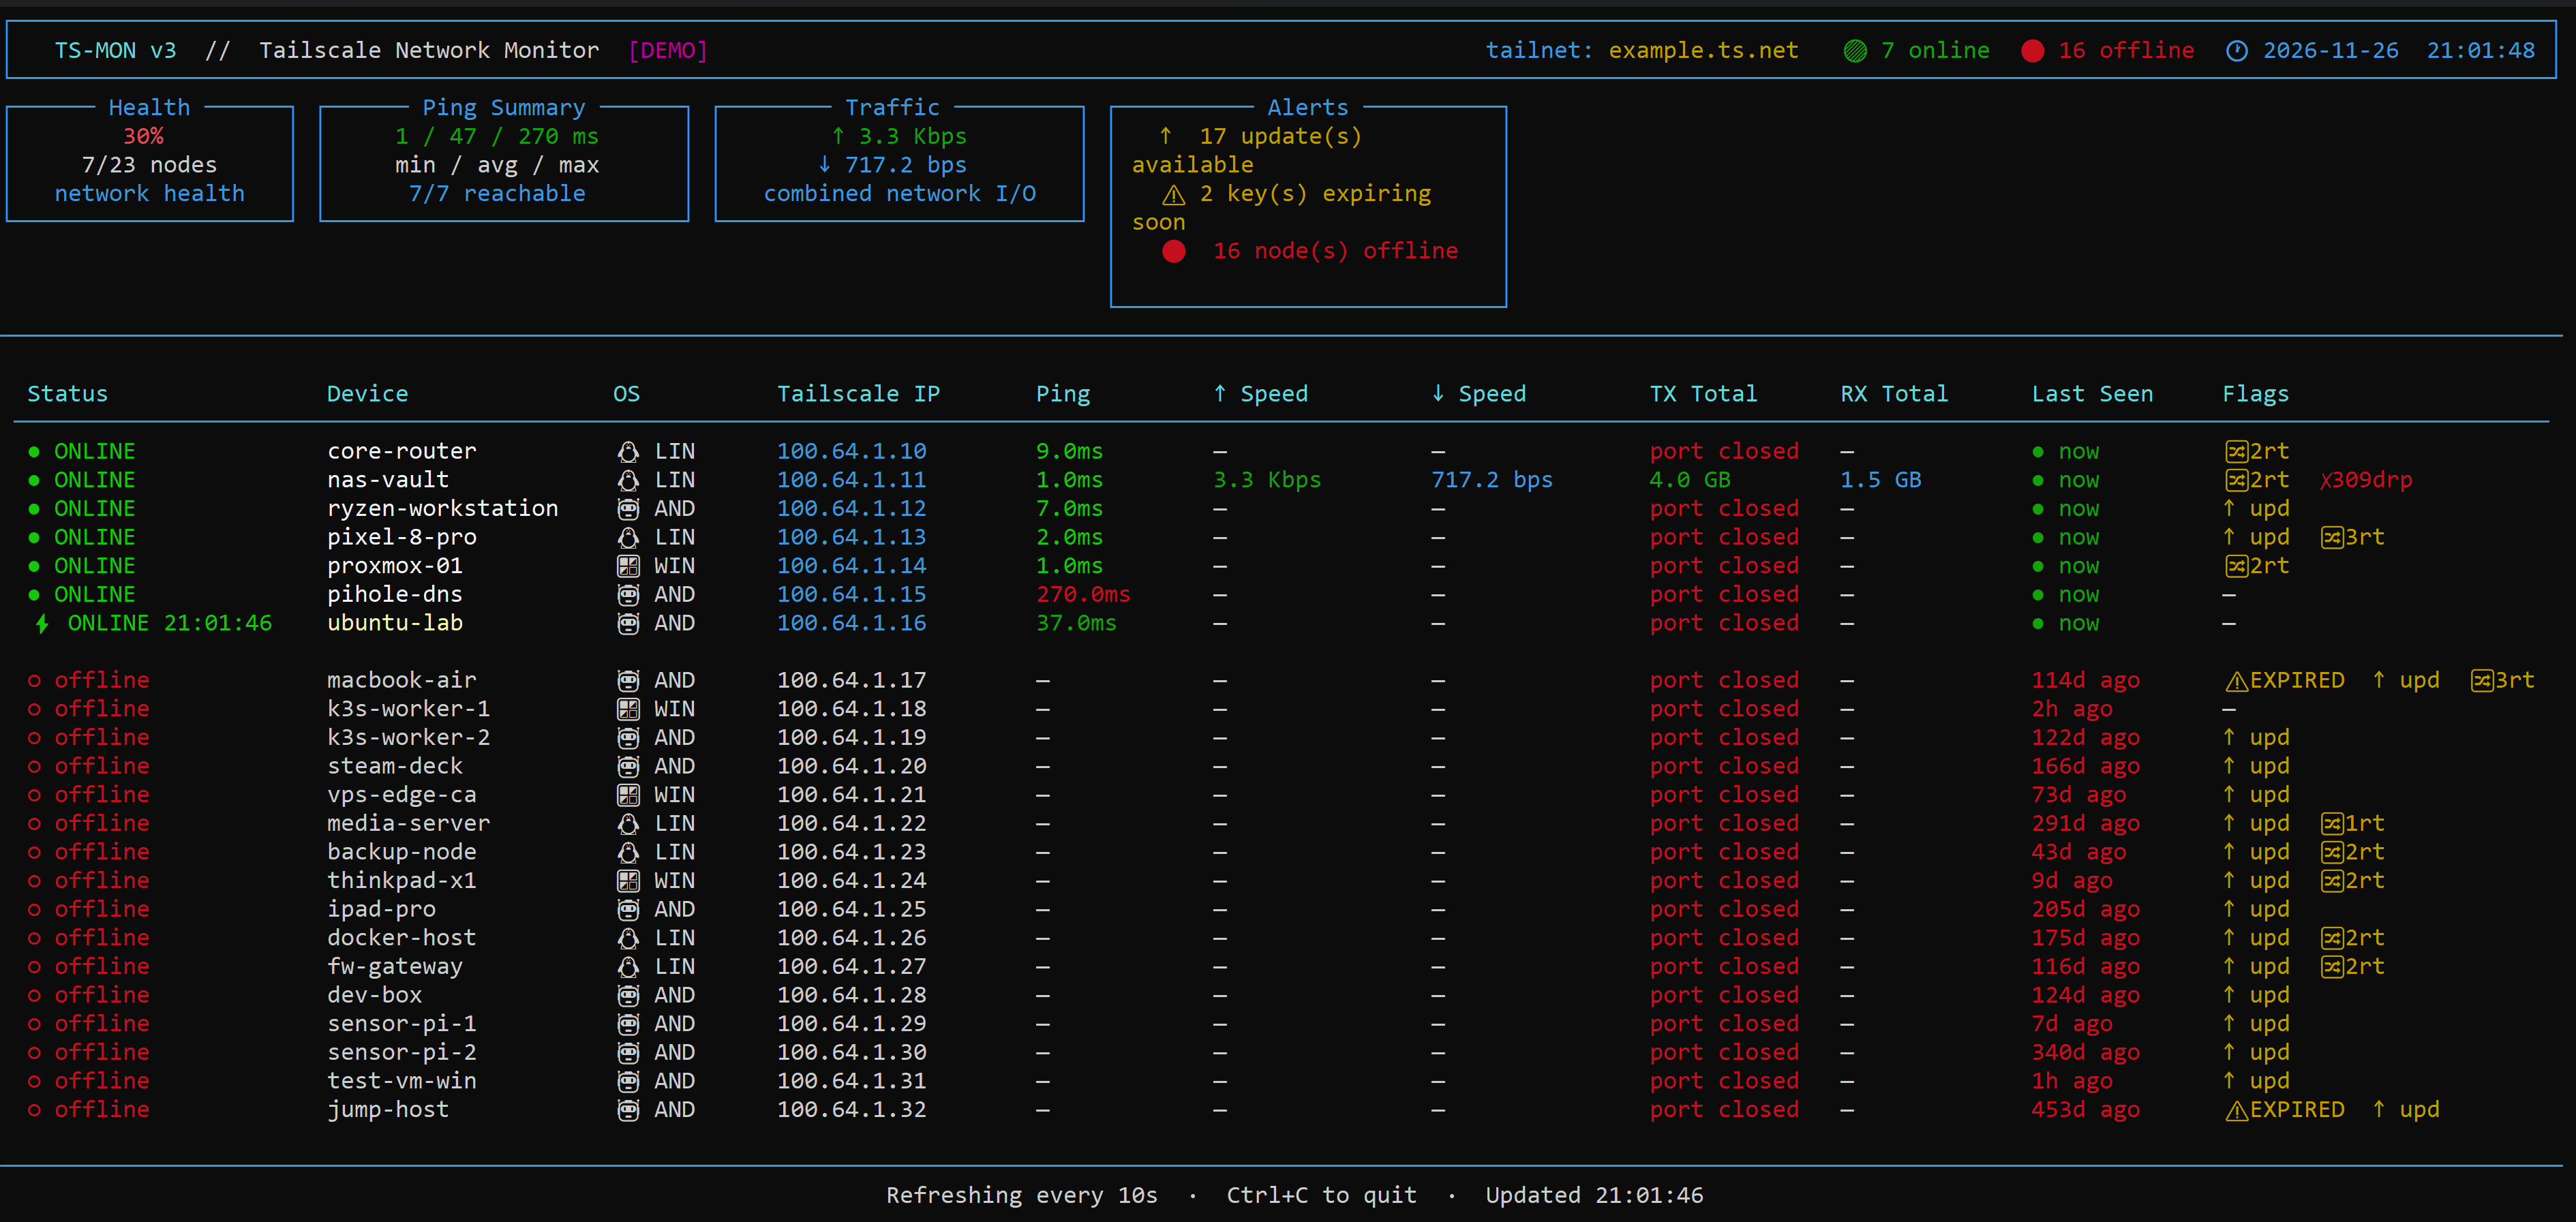 TS-MON v3 // Tailscale Network Monitor [DEMO] tailnet: example.ts.net 7 online 16 offline 2026-11-26 21:01:48
Health
30%
7/23 nodes
network health
Ping Summary
1 / 47 / 270 ms
min / avg / max
7/7 reachable
Traffic
↑ 3.3 Kbps
↓ 717.2 bps
combined network I/O
Alerts
↑ 17 update(s)
available
⚠ 2 key(s) expiring
soon
16 node(s) offline
Status Device OS Tailscale IP Ping ↑ Speed ↓ Speed TX Total RX Total Last Seen Flags
● ONLINE core-router LIN 100.64.1.10 9.0ms — — port closed — ● now 2rt
● ONLINE nas-vault LIN 100.64.1.11 1.0ms 3.3 Kbps 717.2 bps 4.0 GB 1.5 GB ● now 2rt ✗309drp
● ONLINE ryzen-workstation AND 100.64.1.12 7.0ms — — port closed — ● now ↑ upd
● ONLINE pixel-8-pro LIN 100.64.1.13 2.0ms — — port closed — ● now ↑ upd 3rt
● ONLINE proxmox-01 WIN 100.64.1.14 1.0ms — — port closed — ● now 2rt
● ONLINE pihole-dns AND 100.64.1.15 270.0ms — — port closed — ● now —
⚡ ONLINE 21:01:46 ubuntu-lab AND 100.64.1.16 37.0ms — — port closed — ● now —
○ offline macbook-air AND 100.64.1.17 — — — port closed — 114d ago ⚠EXPIRED ↑ upd 3rt
○ offline k3s-worker-1 WIN 100.64.1.18 — — — port closed — 2h ago —
○ offline k3s-worker-2 AND 100.64.1.19 — — — port closed — 122d ago ↑ upd
○ offline steam-deck AND 100.64.1.20 — — — port closed — 166d ago ↑ upd
○ offline vps-edge-ca WIN 100.64.1.21 — — — port closed — 73d ago ↑ upd
○ offline media-server LIN 100.64.1.22 — — — port closed — 291d ago ↑ upd 1rt
○ offline backup-node LIN 100.64.1.23 — — — port closed — 43d ago ↑ upd 2rt
○ offline thinkpad-x1 WIN 100.64.1.24 — — — port closed — 9d ago ↑ upd 2rt
○ offline ipad-pro AND 100.64.1.25 — — — port closed — 205d ago ↑ upd
○ offline docker-host LIN 100.64.1.26 — — — port closed — 175d ago ↑ upd 2rt
○ offline fw-gateway LIN 100.64.1.27 — — — port closed — 116d ago ↑ upd 2rt
○ offline dev-box AND 100.64.1.28 — — — port closed — 124d ago ↑ upd
○ offline sensor-pi-1 AND 100.64.1.29 — — — port closed — 7d ago ↑ upd
○ offline sensor-pi-2 AND 100.64.1.30 — — — port closed — 340d ago ↑ upd
○ offline test-vm-win AND 100.64.1.31 — — — port closed — 1h ago ↑ upd
○ offline jump-host AND 100.64.1.32 — — — port closed — 453d ago ⚠EXPIRED ↑ upd
Refreshing every 10s · Ctrl+C to quit · Updated 21:01:46